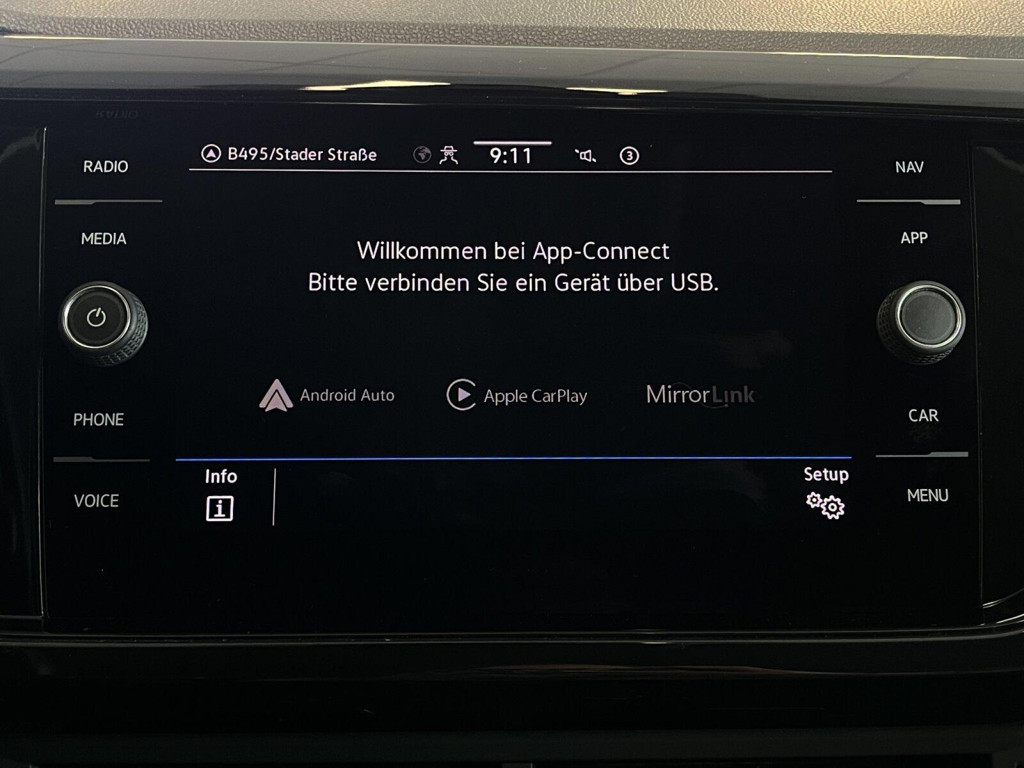 RADIO
MEDIA
PHONE
VOICE
B495/Stader Straße
9:11
3
Willkommen bei App-Connect
Bitte verbinden Sie ein Gerät über USB.
Android Auto
Apple CarPlay
MirrorLink
Info
i
Setup
NAV
APP
CAR
MENU